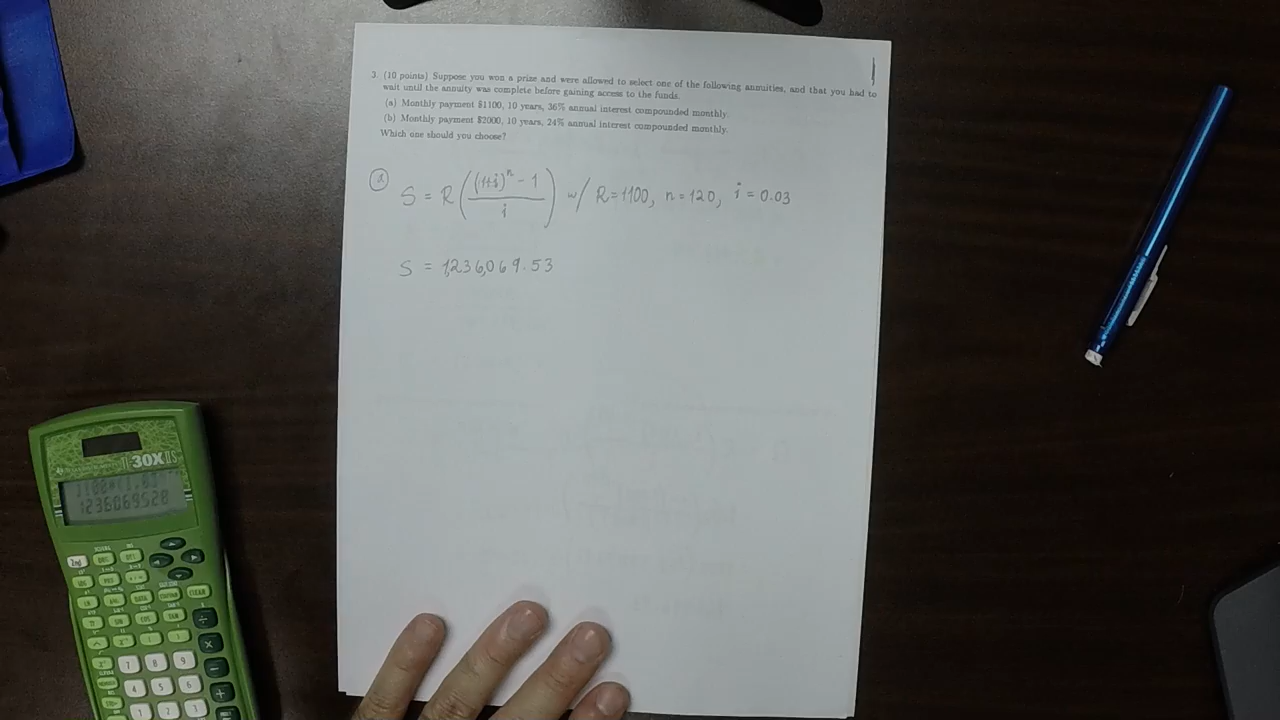 3. (10 points) Suppose you won a prize and were allowed to select one of the following annuities, and that you had to
wait until the annuity was complete before gaining access to the funds.
(a) Monthly payment $1100, 10 years, 36% annual interest compounded monthly.
(b) Monthly payment $2000, 10 years, 24% annual interest compounded monthly.
Which one should you choose?
ⓐ S = R(((1+i)^n - 1)/i) w/ R=1100, n=120, i=0.03
S = 1,236,069.53
30X IIS
1236069.528